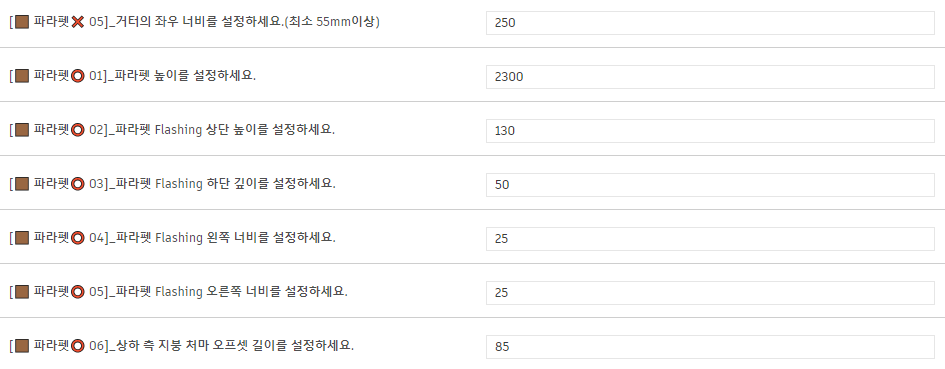 [🟫 파라펫❌ 05]_거터의 좌우 너비를 설정하세요.(최소 55mm이상) 250
[🟫 파라펫⭕ 01]_파라펫 높이를 설정하세요. 2300
[🟫 파라펫⭕ 02]_파라펫 Flashing 상단 높이를 설정하세요. 130
[🟫 파라펫⭕ 03]_파라펫 Flashing 하단 깊이를 설정하세요. 50
[🟫 파라펫⭕ 04]_파라펫 Flashing 왼쪽 너비를 설정하세요. 25
[🟫 파라펫⭕ 05]_파라펫 Flashing 오른쪽 너비를 설정하세요. 25
[🟫 파라펫⭕ 06]_상하 측 지붕 처마 오프셋 길이를 설정하세요. 85